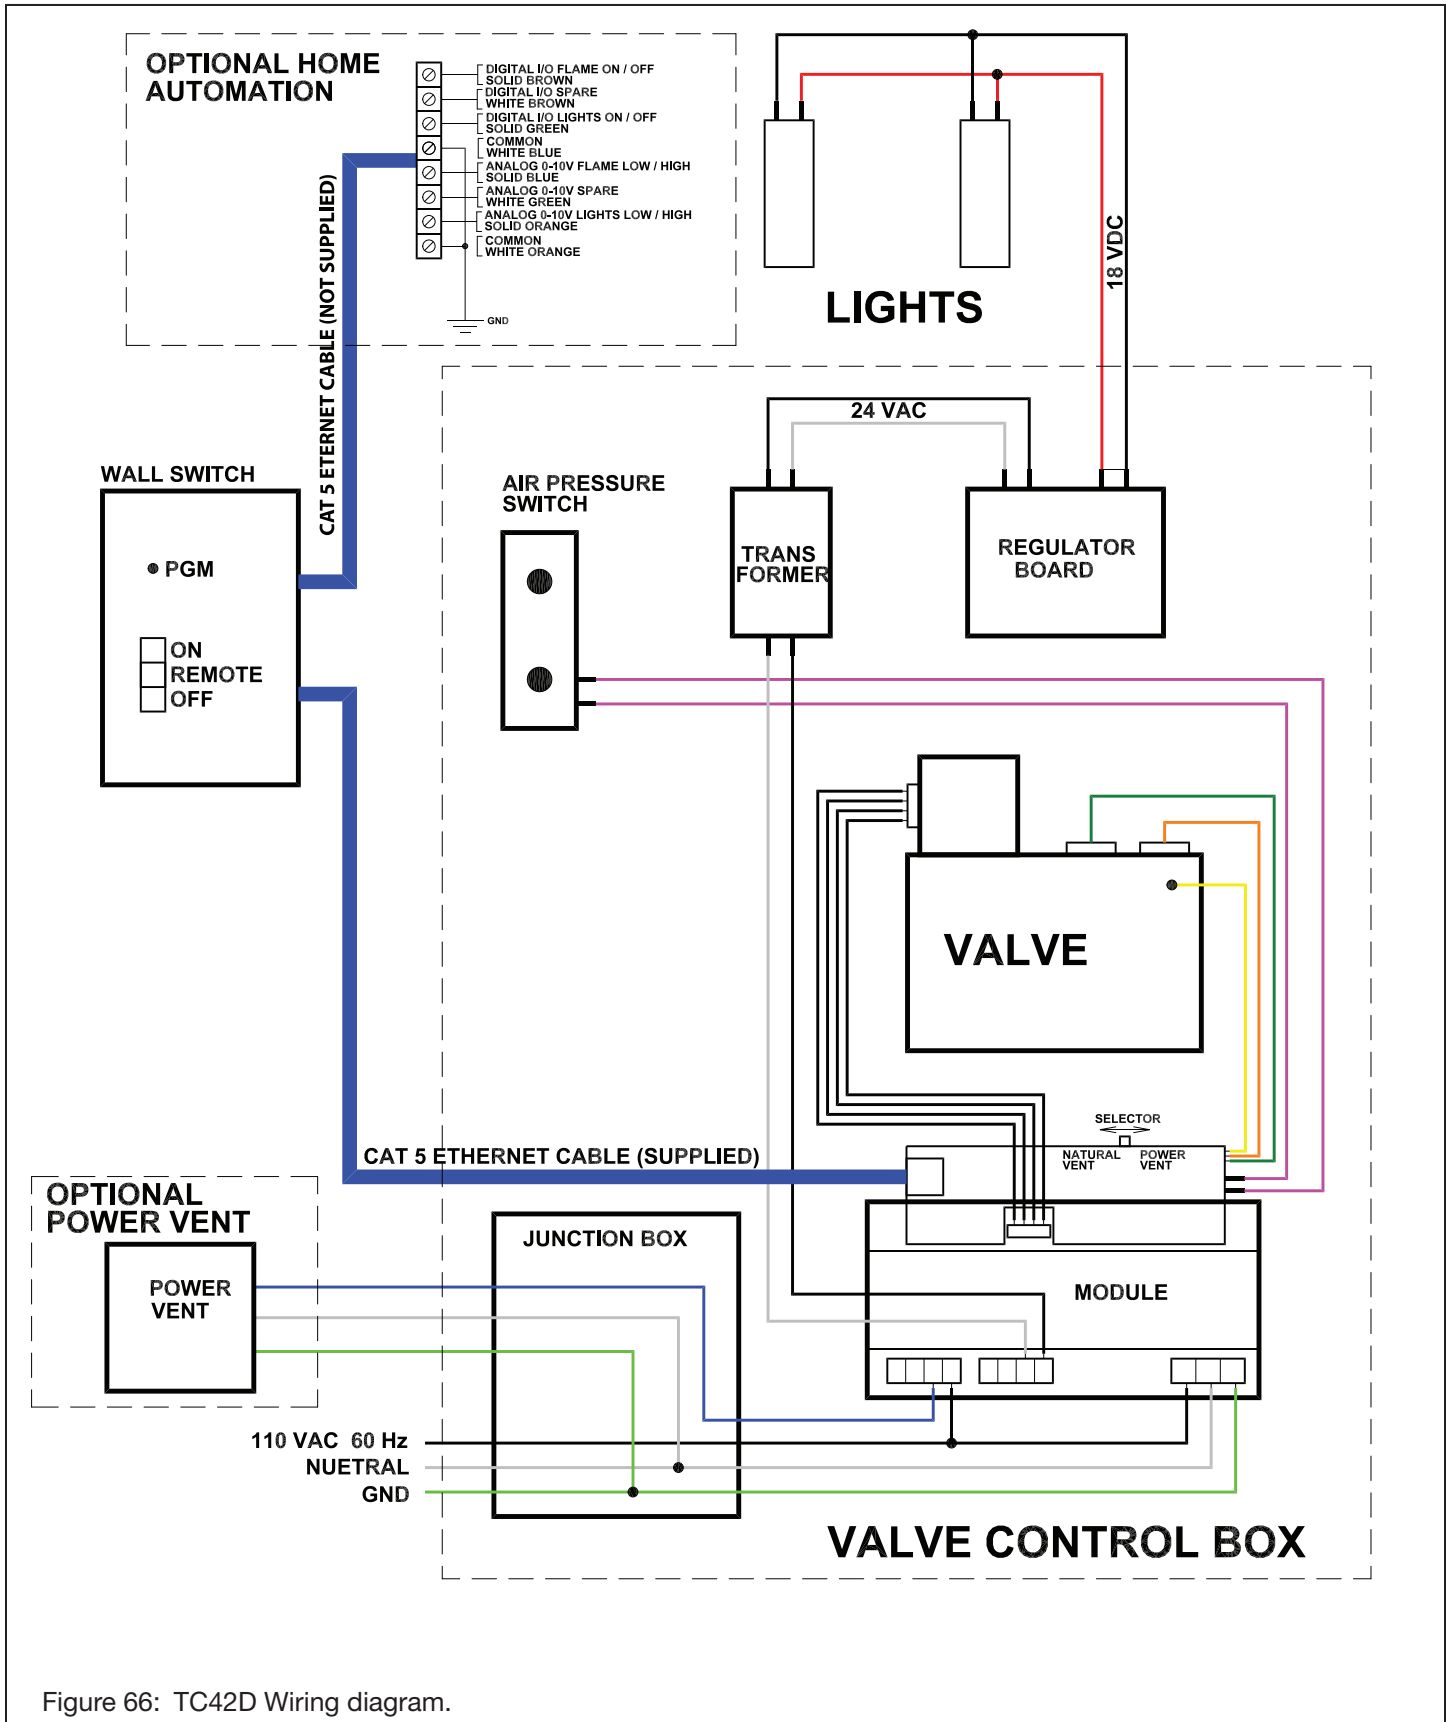 OPTIONAL HOME
AUTOMATION
DIGITAL I/O FLAME ON / OFF
SOLID BROWN
DIGITAL I/O SPARE
WHITE BROWN
DIGITAL I/O LIGHTS ON / OFF
SOLID GREEN
COMMON
WHITE BLUE
ANALOG 0-10V FLAME LOW / HIGH
SOLID BLUE
ANALOG 0-10V SPARE
WHITE GREEN
ANALOG 0-10V LIGHTS LOW / HIGH
SOLID ORANGE
COMMON
WHITE ORANGE
GND
CAT 5 ETERNET CABLE (NOT SUPPLIED)
LIGHTS
18 VDC
24 VAC
WALL SWITCH
PGM
ON
REMOTE
OFF
AIR PRESSURE
SWITCH
TRANS
FORMER
REGULATOR
BOARD
VALVE
SELECTOR
NATURAL
VENT
POWER
VENT
CAT 5 ETHERNET CABLE (SUPPLIED)
OPTIONAL
POWER VENT
POWER
VENT
JUNCTION BOX
MODULE
110 VAC 60 Hz
NUETRAL
GND
VALVE CONTROL BOX
Figure 66: TC42D Wiring diagram.